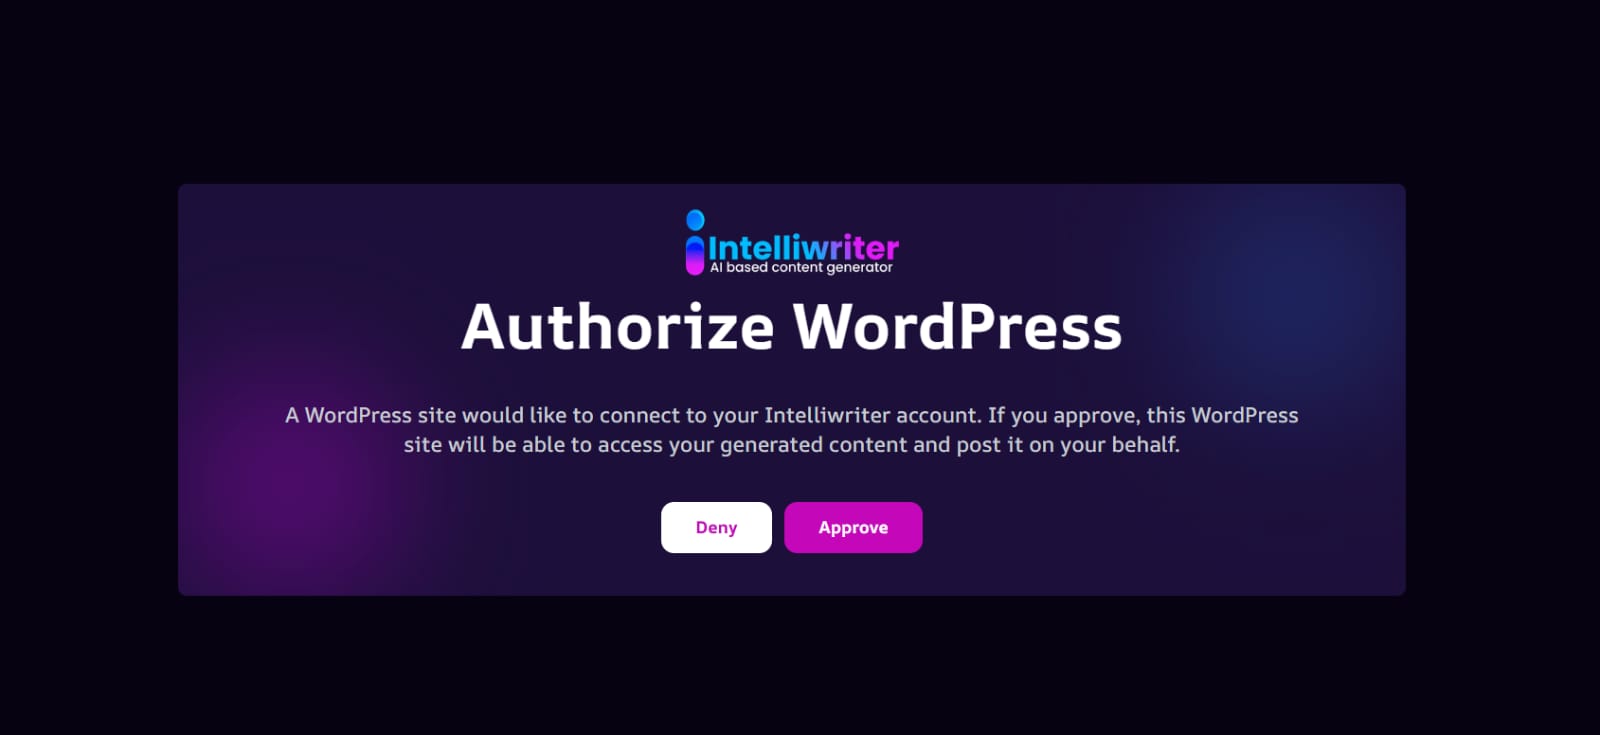 Intelliwriter
AI based content generator
Authorize WordPress
A WordPress site would like to connect to your Intelliwriter account. If you approve, this WordPress
site will be able to access your generated content and post it on your behalf.
Deny
Approve